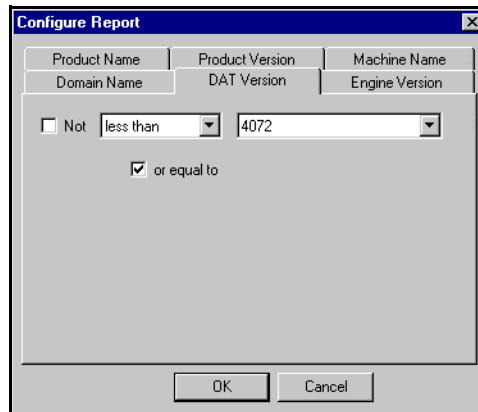 Configure Report
Product Name Product Version Machine Name
Domain Name DAT Version Engine Version
Not less than 4072
or equal to
OK Cancel